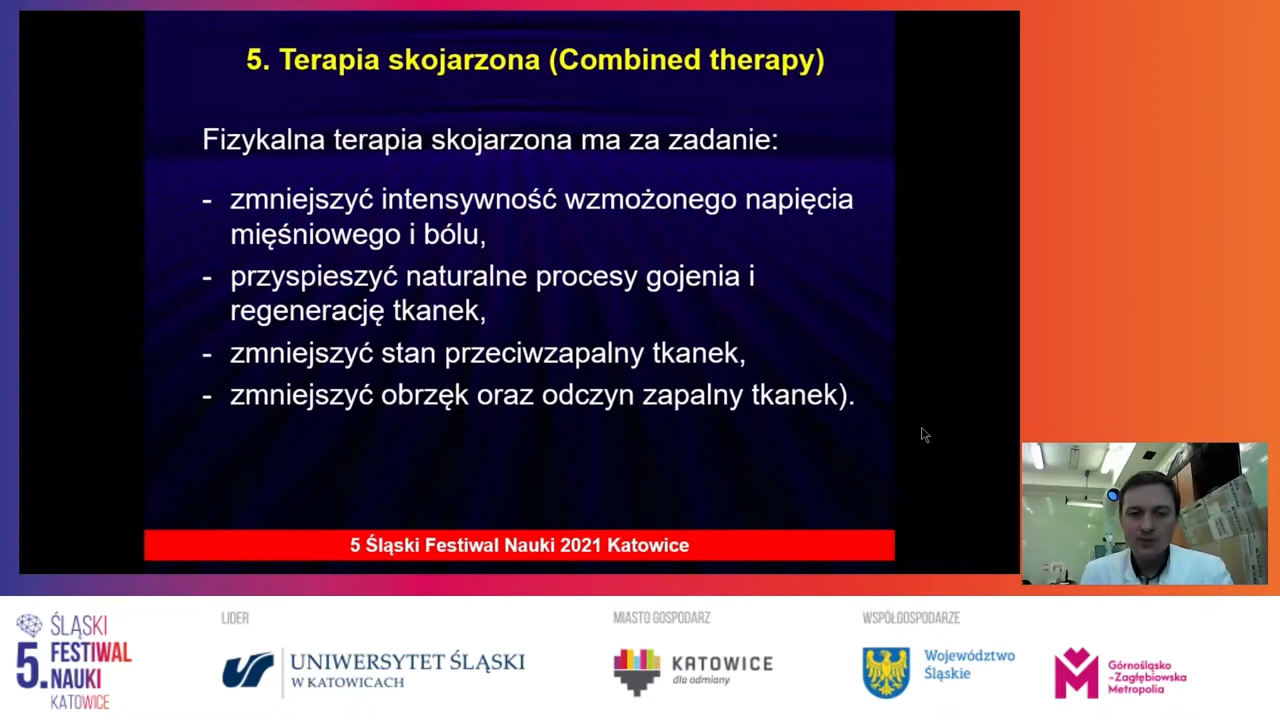 5. Terapia skojarzona (Combined therapy)
Fizykalna terapia skojarzona ma za zadanie:
- zmniejszyć intensywność wzmożonego napięcia
mięśniowego i bólu,
- przyspieszyć naturalne procesy gojenia i
regenerację tkanek,
- zmniejszyć stan przeciwzapalny tkanek,
- zmniejszyć obrzęk oraz odczyn zapalny tkanek).
5 Śląski Festiwal Nauki 2021 Katowice
5. ŚLĄSKI
FESTIWAL
NAUKI
KATOWICE
LIDER
UNIWERSYTET ŚLĄSKI
W KATOWICACH
MIASTO GOSPODARZ
KATOWICE
dla odmiany
WSPÓŁGOSPODARZE
Województwo
Śląskie
Górnośląsko
-Zagłębiowska
Metropolia